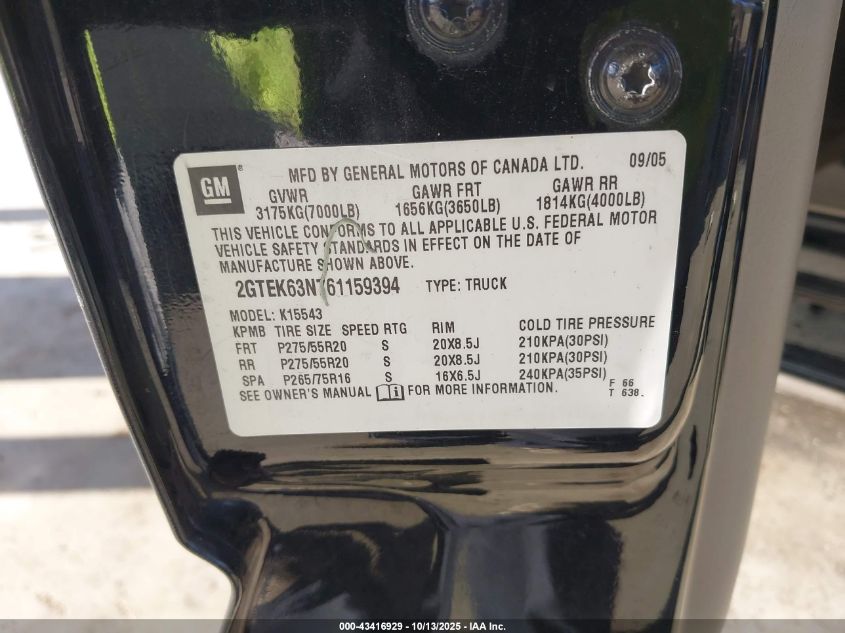 GM
MFD BY GENERAL MOTORS OF CANADA LTD. 09/05
GVWR GAWR FRT GAWR RR
3175KG(7000LB) 1656KG(3650LB) 1814KG(4000LB)
THIS VEHICLE CONFORMS TO ALL APPLICABLE U.S. FEDERAL MOTOR
VEHICLE SAFETY STANDARDS IN EFFECT ON THE DATE OF
MANUFACTURE SHOWN ABOVE.
2GTEK63N761159394 TYPE: TRUCK
MODEL: K15543
KPMB TIRE SIZE SPEED RTG RIM COLD TIRE PRESSURE
FRT P275/55R20 S 20X8.5J 210KPA(30PSI)
RR P275/55R20 S 20X8.5J 210KPA(30PSI)
SPA P265/75R16 S 16X6.5J 240KPA(35PSI)
SEE OWNER'S MANUAL FOR MORE INFORMATION. F 66
T 638.
000-43416929 - 10/13/2025 - IAA Inc.